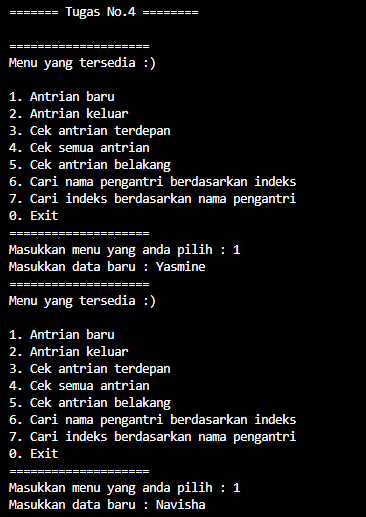 ======= Tugas No.4 ========
====================
Menu yang tersedia :)
1. Antrian baru
2. Antrian keluar
3. Cek antrian terdepan
4. Cek semua antrian
5. Cek antrian belakang
6. Cari nama pengantri berdasarkan indeks
7. Cari indeks berdasarkan nama pengantri
0. Exit
====================
Masukkan menu yang anda pilih : 1
Masukkan data baru : Yasmine
====================
Menu yang tersedia :)
1. Antrian baru
2. Antrian keluar
3. Cek antrian terdepan
4. Cek semua antrian
5. Cek antrian belakang
6. Cari nama pengantri berdasarkan indeks
7. Cari indeks berdasarkan nama pengantri
0. Exit
====================
Masukkan menu yang anda pilih : 1
Masukkan data baru : Navisha